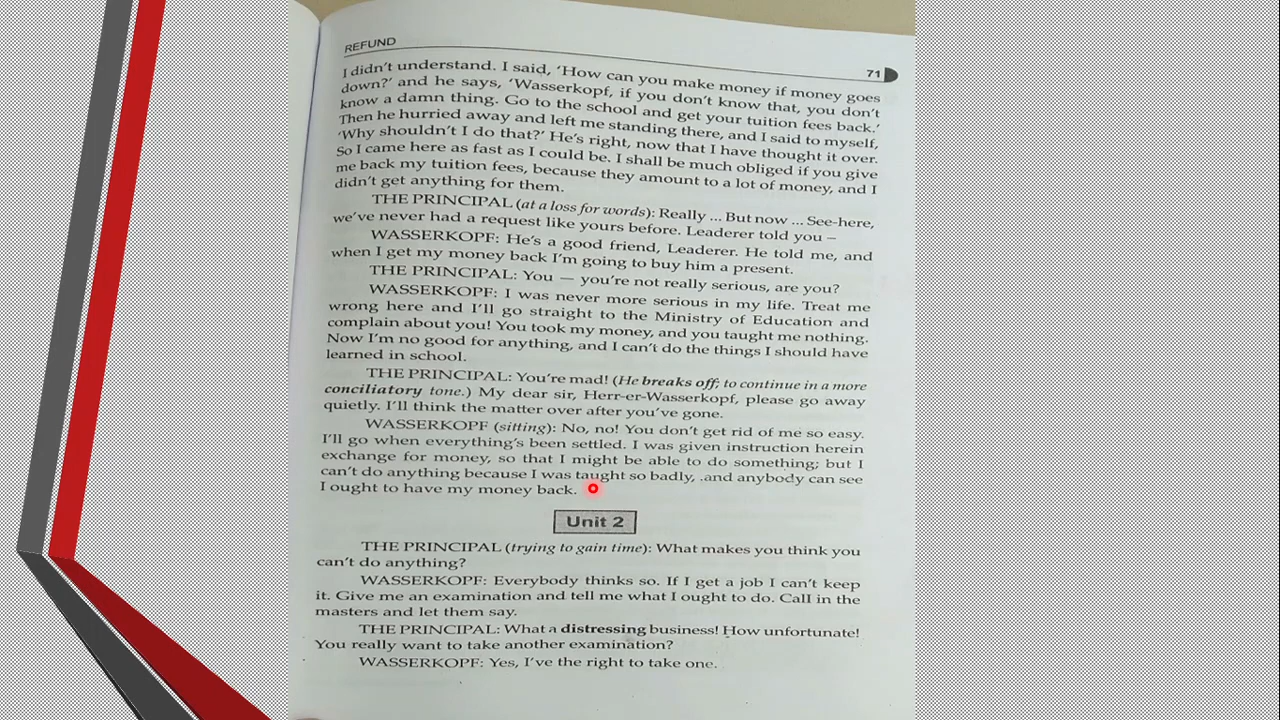 REFUND
71
I didn't understand. I said, 'How can you make money if money goes
down?' and he says, 'Wasserkopf, if you don't know that, you don't
know a damn thing. Go to the school and get your tuition fees back.'
Then he hurried away and left me standing there, and I said to myself,
'Why shouldn't I do that?' He's right, now that I have thought it over.
So I came here as fast as I could be. I shall be much obliged if you give
me back my tuition fees, because they amount to a lot of money, and I
didn't get anything for them.
THE PRINCIPAL (at a loss for words): Really ... But now ... See-here,
we've never had a request like yours before. Leaderer told you –
WASSERKOPF: He's a good friend, Leaderer. He told me, and
when I get my money back I'm going to buy him a present.
THE PRINCIPAL: You — you're not really serious, are you?
WASSERKOPF: I was never more serious in my life. Treat me
wrong here and I'll go straight to the Ministry of Education and
complain about you! You took my money, and you taught me nothing.
Now I'm no good for anything, and I can't do the things I should have
learned in school.
THE PRINCIPAL: You're mad! (He breaks off; to continue in a more
conciliatory tone.) My dear sir, Herr-er-Wasserkopf, please go away
quietly. I'll think the matter over after you've gone.
WASSERKOPF (sitting): No, no! You don't get rid of me so easy.
I'll go when everything's been settled. I was given instruction herein
exchange for money, so that I might be able to do something; but I
can't do anything because I was taught so badly, .and anybody can see
I ought to have my money back.
Unit 2
THE PRINCIPAL (trying to gain time): What makes you think you
can't do anything?
WASSERKOPF: Everybody thinks so. If I get a job I can't keep
it. Give me an examination and tell me what I ought to do. Call in the
masters and let them say.
THE PRINCIPAL: What a distressing business! How unfortunate!
You really want to take another examination?
WASSERKOPF: Yes, I've the right to take one.